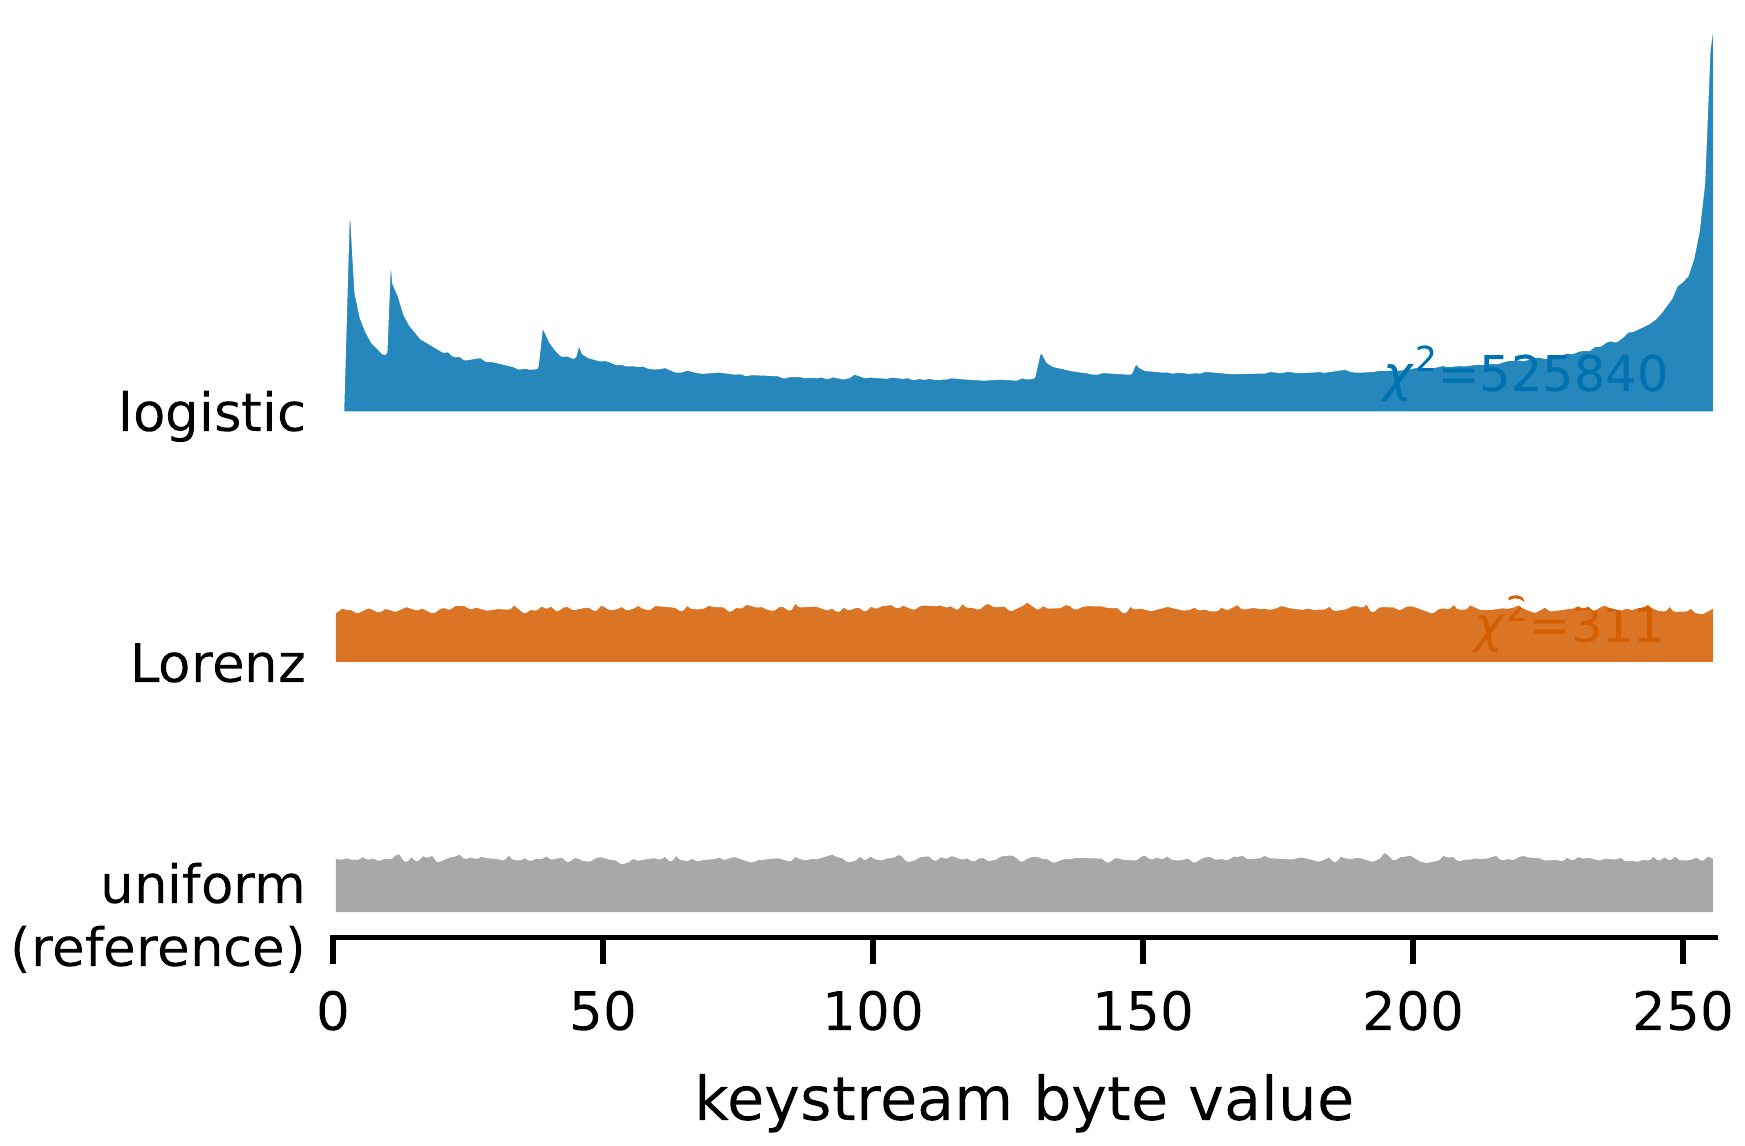 logistic
χ²=525840
Lorenz
χ²=311
uniform
(reference)
0 50 100 150 200 250
keystream byte value